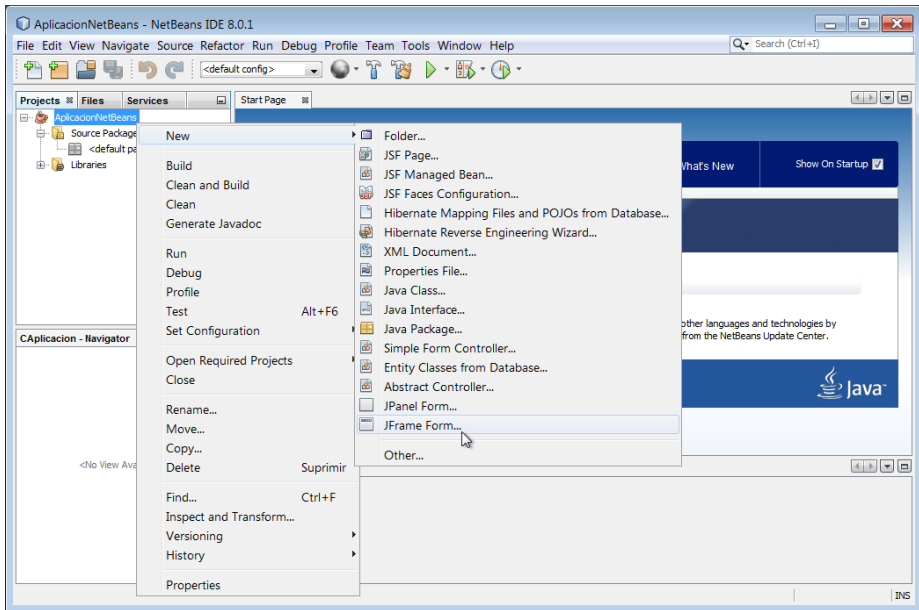 AplicacionNetBeans - NetBeans IDE 8.0.1
File Edit View Navigate Source Refactor Run Debug Profile Team Tools Window Help
Search (Ctrl+I)
<default config>
Projects Files Services
Start Page
AplicacionNetBeans
Source Package
<default pa
Libraries
New
Build
Clean and Build
Clean
Generate Javadoc
Run
Debug
Profile
Test Alt+F6
Set Configuration
Open Required Projects
Close
Rename...
Move...
Copy...
Delete Suprimir
Find... Ctrl+F
Inspect and Transform...
Versioning
History
Properties
Folder...
JSF Page...
JSF Managed Bean...
JSF Faces Configuration...
Hibernate Mapping Files and POJOs from Database...
Hibernate Reverse Engineering Wizard...
XML Document...
Properties File...
Java Class...
Java Interface...
Java Package...
Simple Form Controller...
Entity Classes from Database...
Abstract Controller...
JPanel Form...
JFrame Form...
Other...
What's New
Show On Startup
other languages and technologies by
from the NetBeans Update Center.
Java
CAplicacion - Navigator
<No View Ava
INS